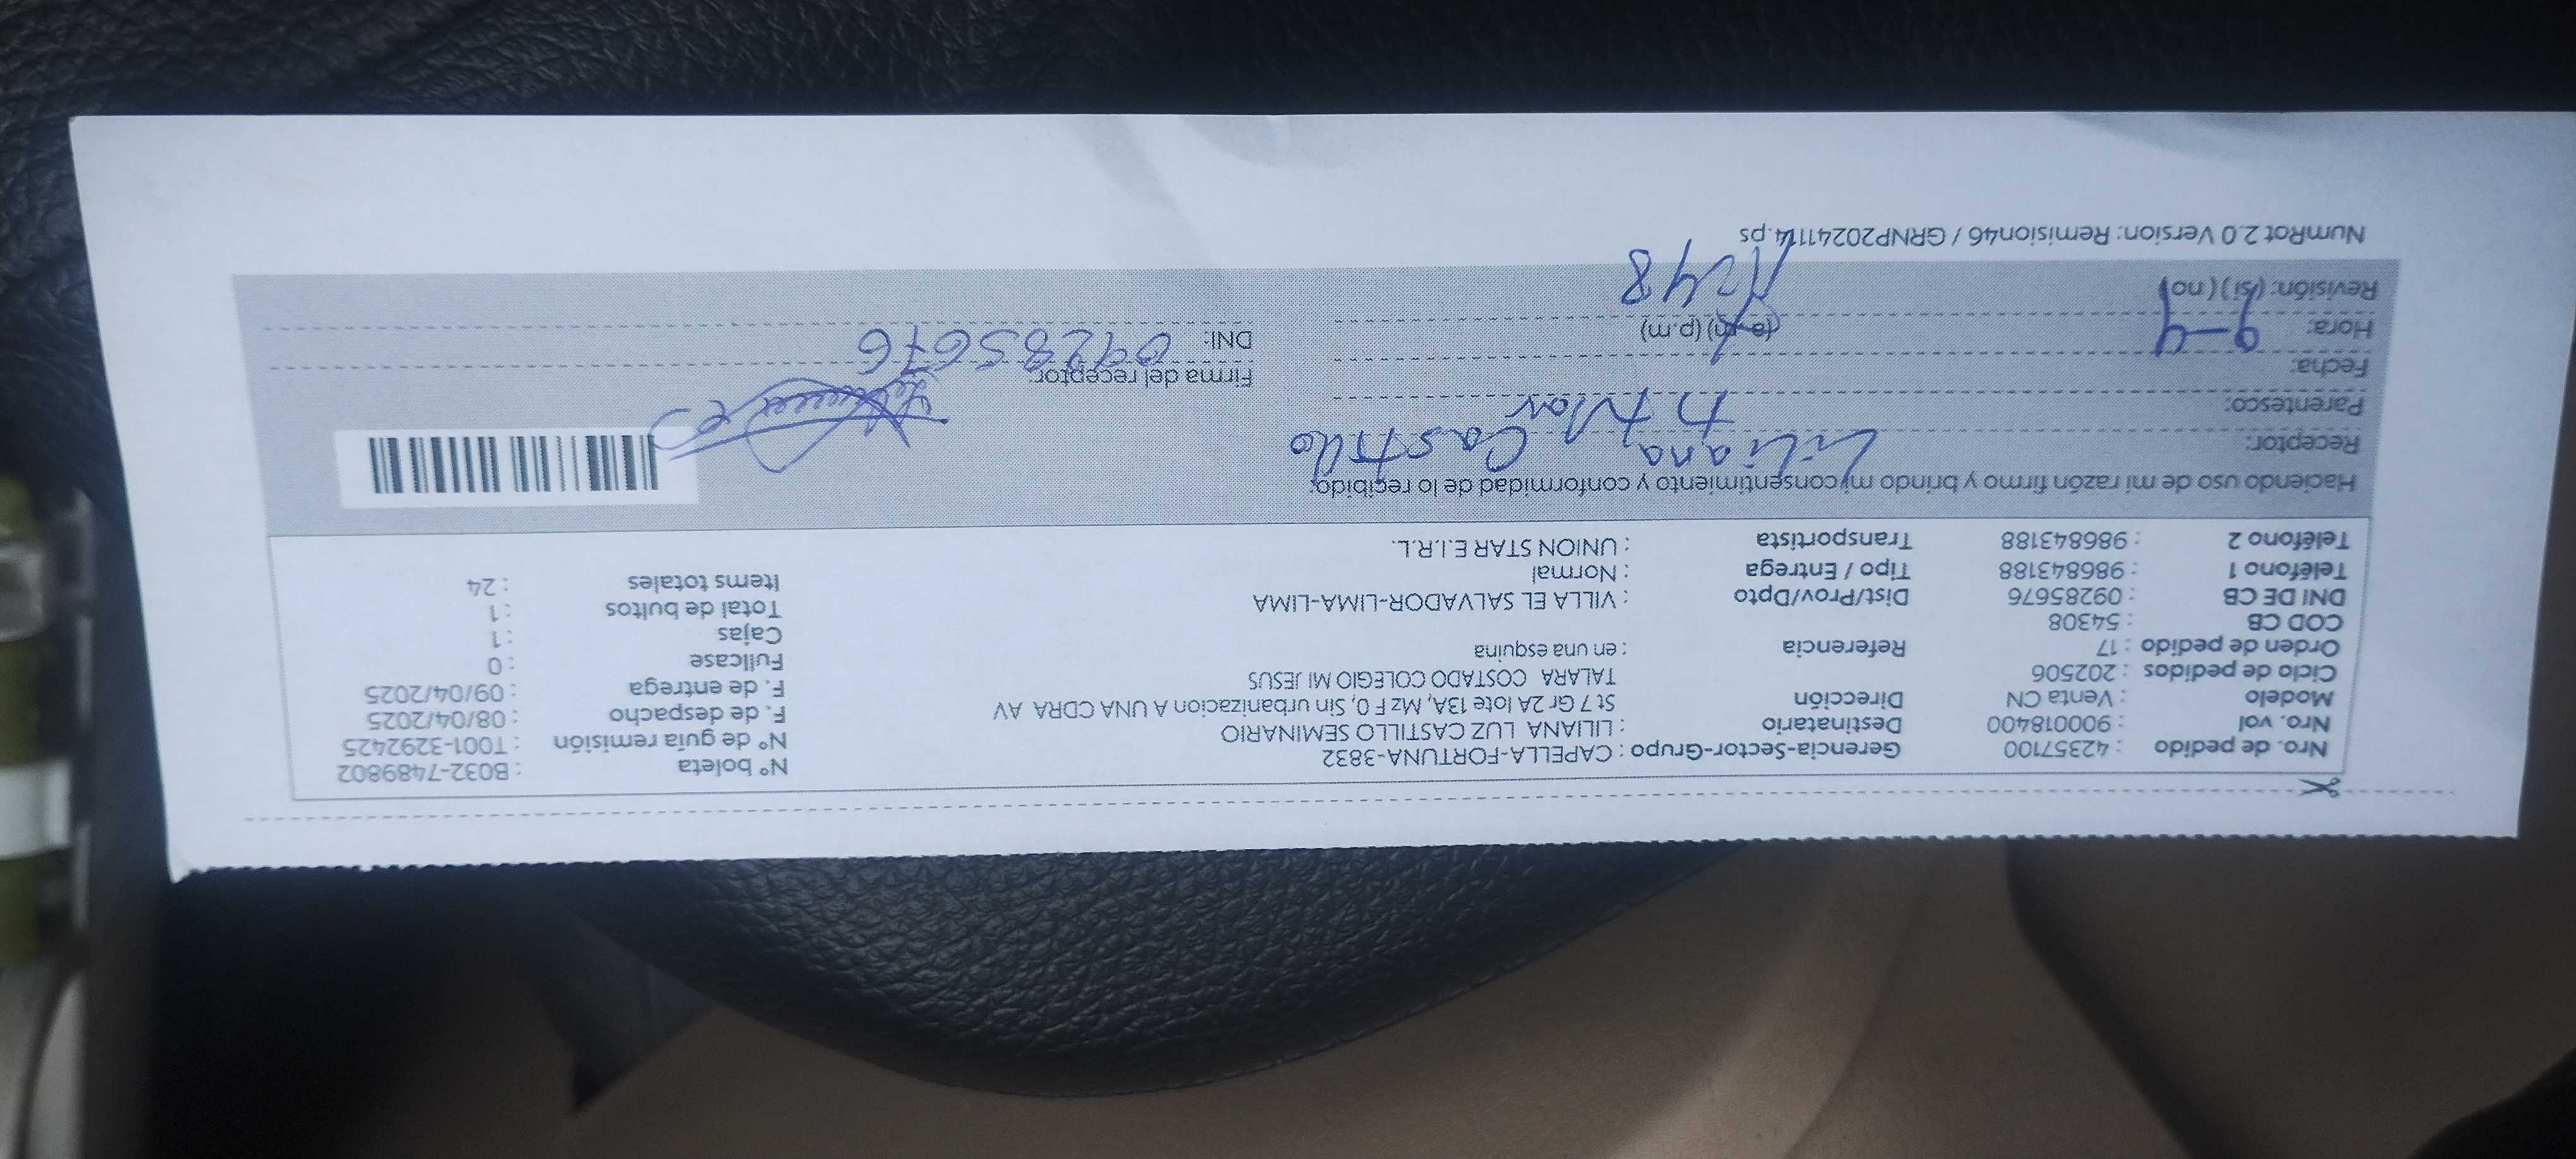 Nro. de pedido : 42357100 Gerencia-Sector-Grupo : CAPELLA-FORTUNA-3832 N° boleta : B032-7489802
Nro. vol : 900018400 Destinatario : LILIANA LUZ CASTILLO SEMINARIO N° de guía remisión : T001-3292425
Modelo : Venta CN Dirección St 7 Gr 2A lote 13A, Mz F 0, Sin urbanizacion A UNA CDRA AV F. de despacho : 08/04/2025
Ciclo de pedidos : 202506 TALARA COSTADO COLEGIO MI JESUS F. de entrega : 09/04/2025
Orden de pedido : 17 Referencia : en una esquina Fullcase : 0
COD CB : 54308 Cajas : 1
DNI DE CB : 09285676 Dist/Prov/Dpto : VILLA EL SALVADOR-LIMA-LIMA Total de bultos : 1
Teléfono 1 : 986843188 Tipo / Entrega : Normal Items totales : 24
Teléfono 2 : 986843188 Transportista : UNION STAR E.I.R.L.
Haciendo uso de mi razón firmo y brindo mi consentimiento y conformidad de lo recibido:
Receptor: Liliana Castillo
Parentesco: Titular
Fecha: 9-4 Firma del receptor:
Hora: (a.m) (p.m) DNI: 09285676
Revisión: (si) (no)
NumRot 2.0 Version: Remision46 / GRNP20241114.ps